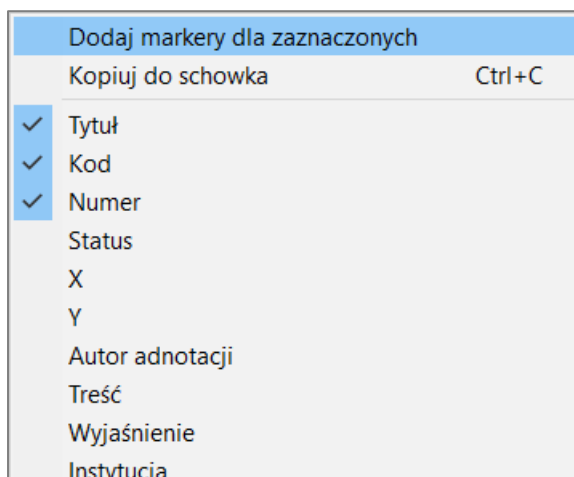 Dodaj markery dla zaznaczonych
Kopiuj do schowka Ctrl+C
Tytuł
Kod
Numer
Status
X
Y
Autor adnotacji
Treść
Wyjaśnienie
Instytucja